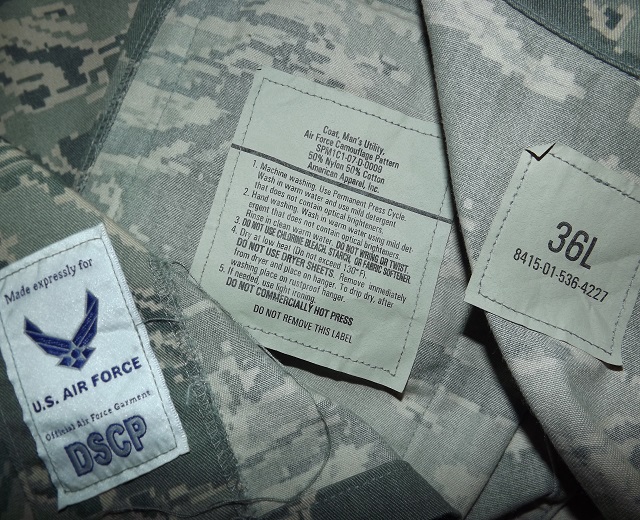 Made expressly for
U.S. AIR FORCE
Official Air Force Garment
DSCP
Coat, Man's Utility,
Air Force Camouflage Pattern
SPM1C1-07-D-0009
50% Nylon 50% Cotton
American Apparel, Inc.
1. Machine washing. Use Permanent Press Cycle.
Wash in warm water and use mild detergent
that does not contain optical brighteners.
2. Hand washing. Wash in warm water using mild det-
ergent that does not contain optical brighteners.
Rinse in clean warm water. DO NOT WRING OR TWIST.
3. DO NOT USE CHLORINE BLEACH, STARCH, OR FABRIC SOFTENER.
4. Dry at low heat (Do not exceed 130°F).
DO NOT USE DRYER SHEETS. Remove immediately
from dryer and place on hanger. To drip dry, after
washing place on rustproof hanger.
5. If needed, use light ironing.
DO NOT COMMERCIALLY HOT PRESS
DO NOT REMOVE THIS LABEL
36L
8415-01-536-4227